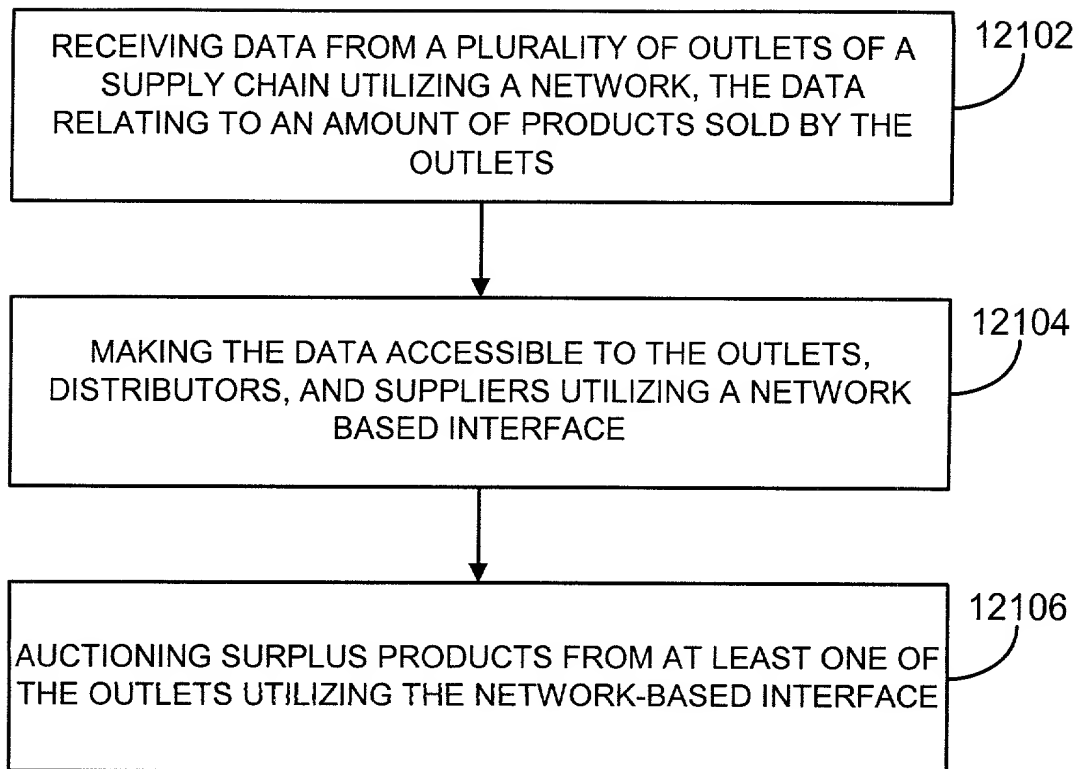 RECEIVING DATA FROM A PLURALITY OF OUTLETS OF A
SUPPLY CHAIN UTILIZING A NETWORK, THE DATA
RELATING TO AN AMOUNT OF PRODUCTS SOLD BY THE
OUTLETS
12102
MAKING THE DATA ACCESSIBLE TO THE OUTLETS,
DISTRIBUTORS, AND SUPPLIERS UTILIZING A NETWORK
BASED INTERFACE
12104
AUCTIONING SURPLUS PRODUCTS FROM AT LEAST ONE OF
THE OUTLETS UTILIZING THE NETWORK-BASED INTERFACE
12106